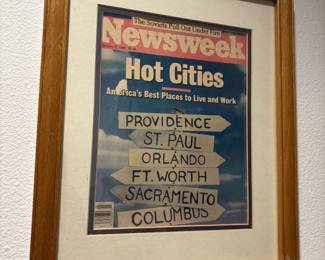 The Soviets Pull Out Under Fire
Newsweek
Hot Cities
America's Best Places to Live and Work
PROVIDENCE
ST. PAUL
ORLANDO
FT. WORTH
SACRAMENTO
COLUMBUS